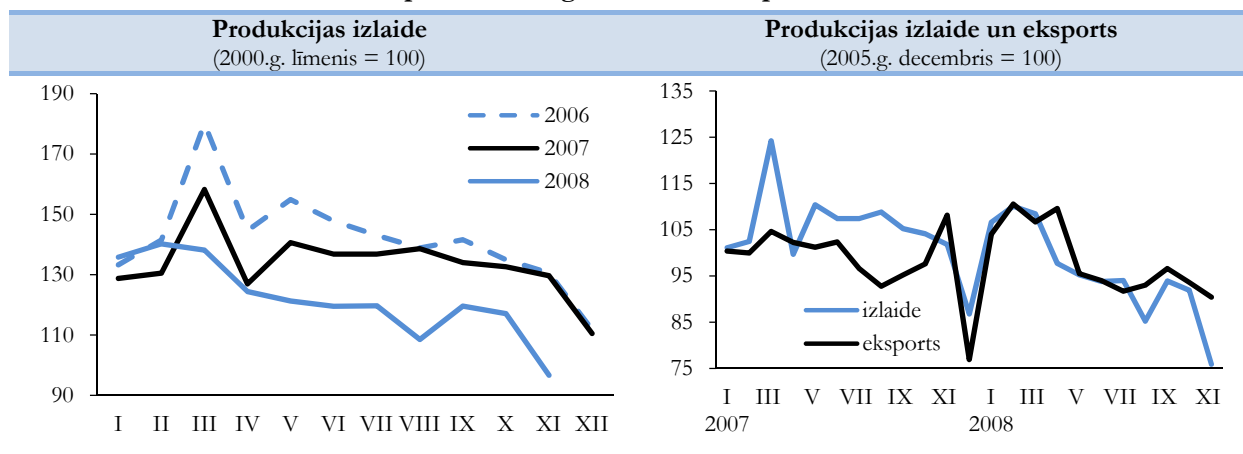 Produkcijas izlaide
(2000.g. līmenis = 100)
190
170
150
130
110
90
2006
2007
2008
I II III IV V VI VII VIII IX X XI XII
Produkcijas izlaide un eksports
(2005.g. decembris = 100)
135
125
115
105
95
85
75
izlaide
eksports
I III V VII IX XI I III V VII IX XI
2007 2008